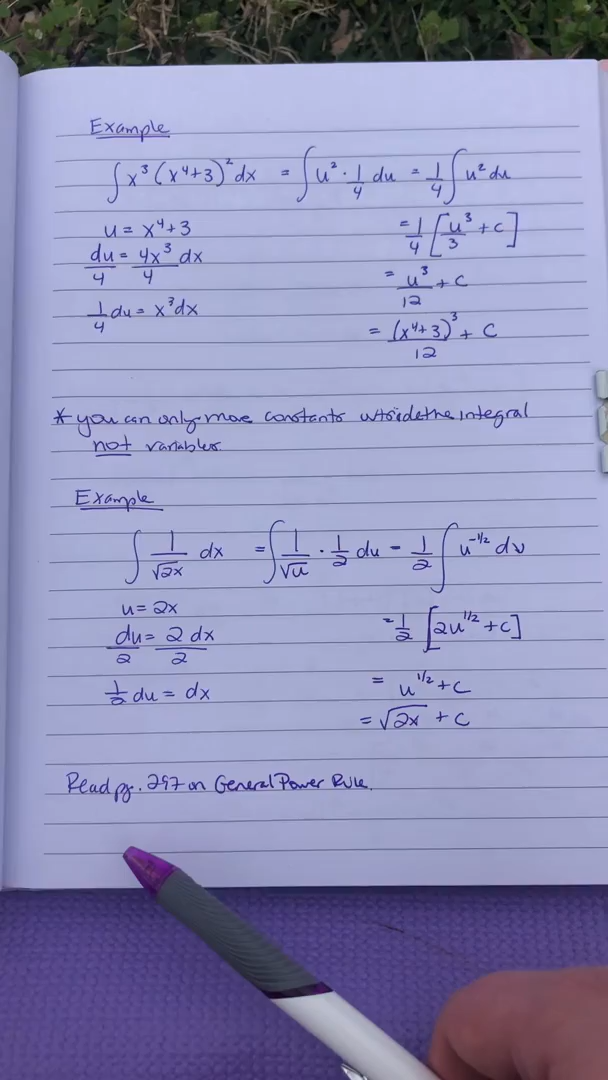 Example
∫x³(x⁴+3)²dx = ∫u²·1/4 du = 1/4 ∫u² du
u = x⁴+3
= 1/4 [u³/3 + c]
du/4 = 4x³/4 dx
= u³/12 + c
1/4 du = x³dx
= (x⁴+3)³/12 + C
* you can only move constants outside the integral
not variables
Example
∫ 1/√2x dx = ∫ 1/√u · 1/2 du = 1/2 ∫ u^-1/2 du
u = 2x
= 1/2 [2u^1/2 + c]
du/2 = 2 dx/2
1/2 du = dx
= u^1/2 + c
= √2x + c
Read pg. 297 on General Power Rule.